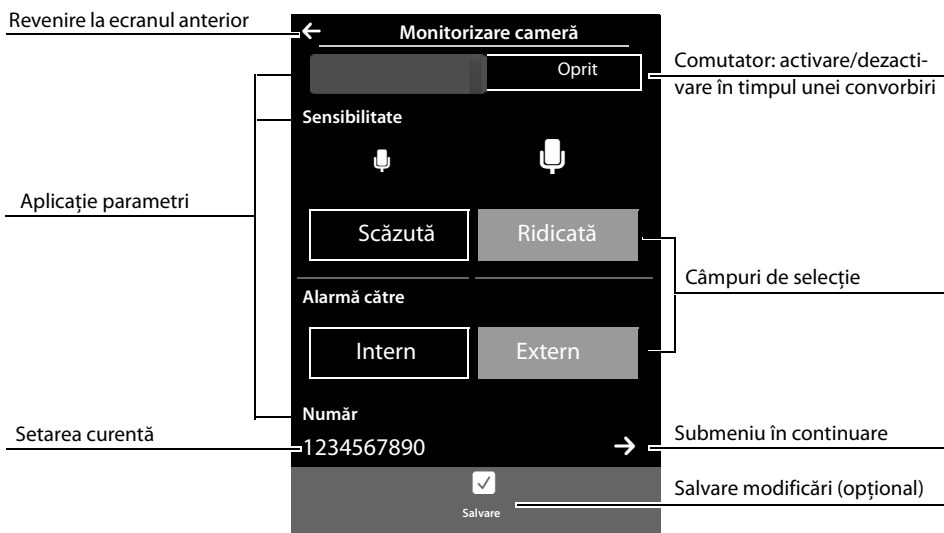 Revenire la ecranul anterior
Monitorizare cameră
Oprit
Comutator: activare/dezacti-
vare în timpul unei convorbiri
Sensibilitate
Aplicație parametri
Scăzută
Ridicată
Câmpuri de selecție
Alarmă către
Intern
Extern
Număr
Setarea curentă
1234567890
Submeniu în continuare
Salvare modificări (opțional)
Salvare